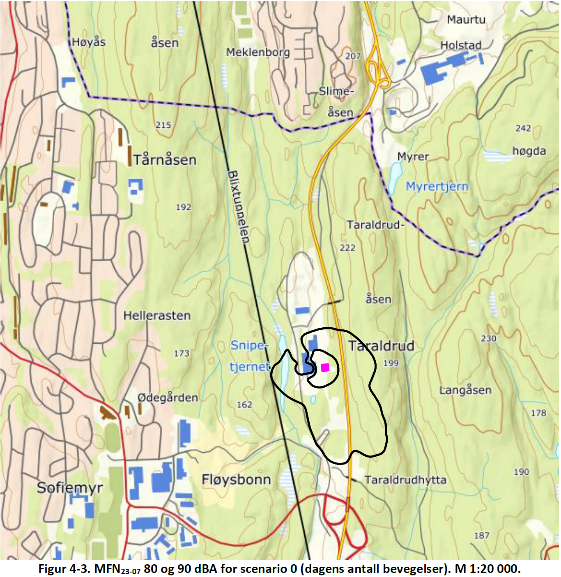 Maurtu
Høyås
åsen
Holstad
Meklenborg
207
Slime-
åsen
215
242
høgda
Tårnåsen
Myrer
Myrertjern
Blixtunnelen
192
Taraldrud-
222
åsen
Hellerasten
Snipe-
tjernet
Taraldrud
230
173
199
Ødegården
162
Langåsen
178
Sofiemyr
Fløysbonn
Taraldrudhytta
190
187
Figur 4-3. MFN23-07 80 og 90 dBA for scenario 0 (dagens antall bevegelser). M 1:20 000.